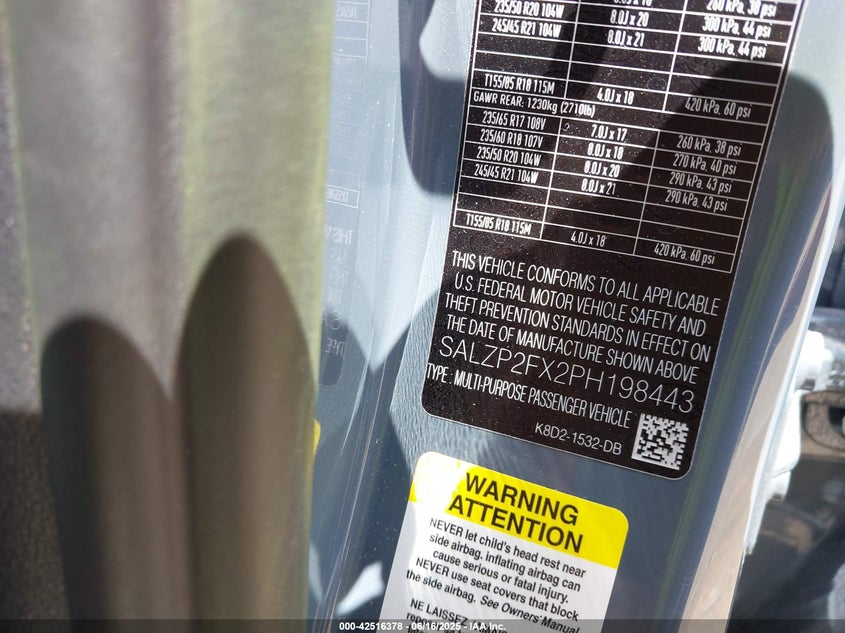 235/50 R20 104W 8.0J x 20 300 kPa, 44 psi
245/45 R21 104W 8.0J x 21 300 kPa, 44 psi
T155/85 R18 115M 4.0J x 18 420 kPa, 60 psi
GAWR REAR: 1230kg (2710lb)
235/65 R17 108V 7.0J x 17 260 kPa, 38 psi
235/60 R18 107V 8.0J x 18 270 kPa, 40 psi
235/50 R20 104W 8.0J x 20 290 kPa, 43 psi
245/45 R21 104W 8.0J x 21 290 kPa, 43 psi
T155/85 R18 115M 4.0J x 18 420 kPa, 60 psi
THIS VEHICLE CONFORMS TO ALL APPLICABLE
U.S. FEDERAL MOTOR VEHICLE SAFETY AND
THEFT PREVENTION STANDARDS IN EFFECT ON
THE DATE OF MANUFACTURE SHOWN ABOVE
SALZP2FX2PH198443
TYPE: MULTI-PURPOSE PASSENGER VEHICLE
K8D2-1532-DB
WARNING
ATTENTION
NEVER let child's head rest near
side airbag. inflating airbag can
cause serious or fatal injury.
NEVER use seat covers that block
the side airbag. See Owners' Manual
NE LAISSEZ
000-42516378 - 06/16/2025 - IAA Inc.